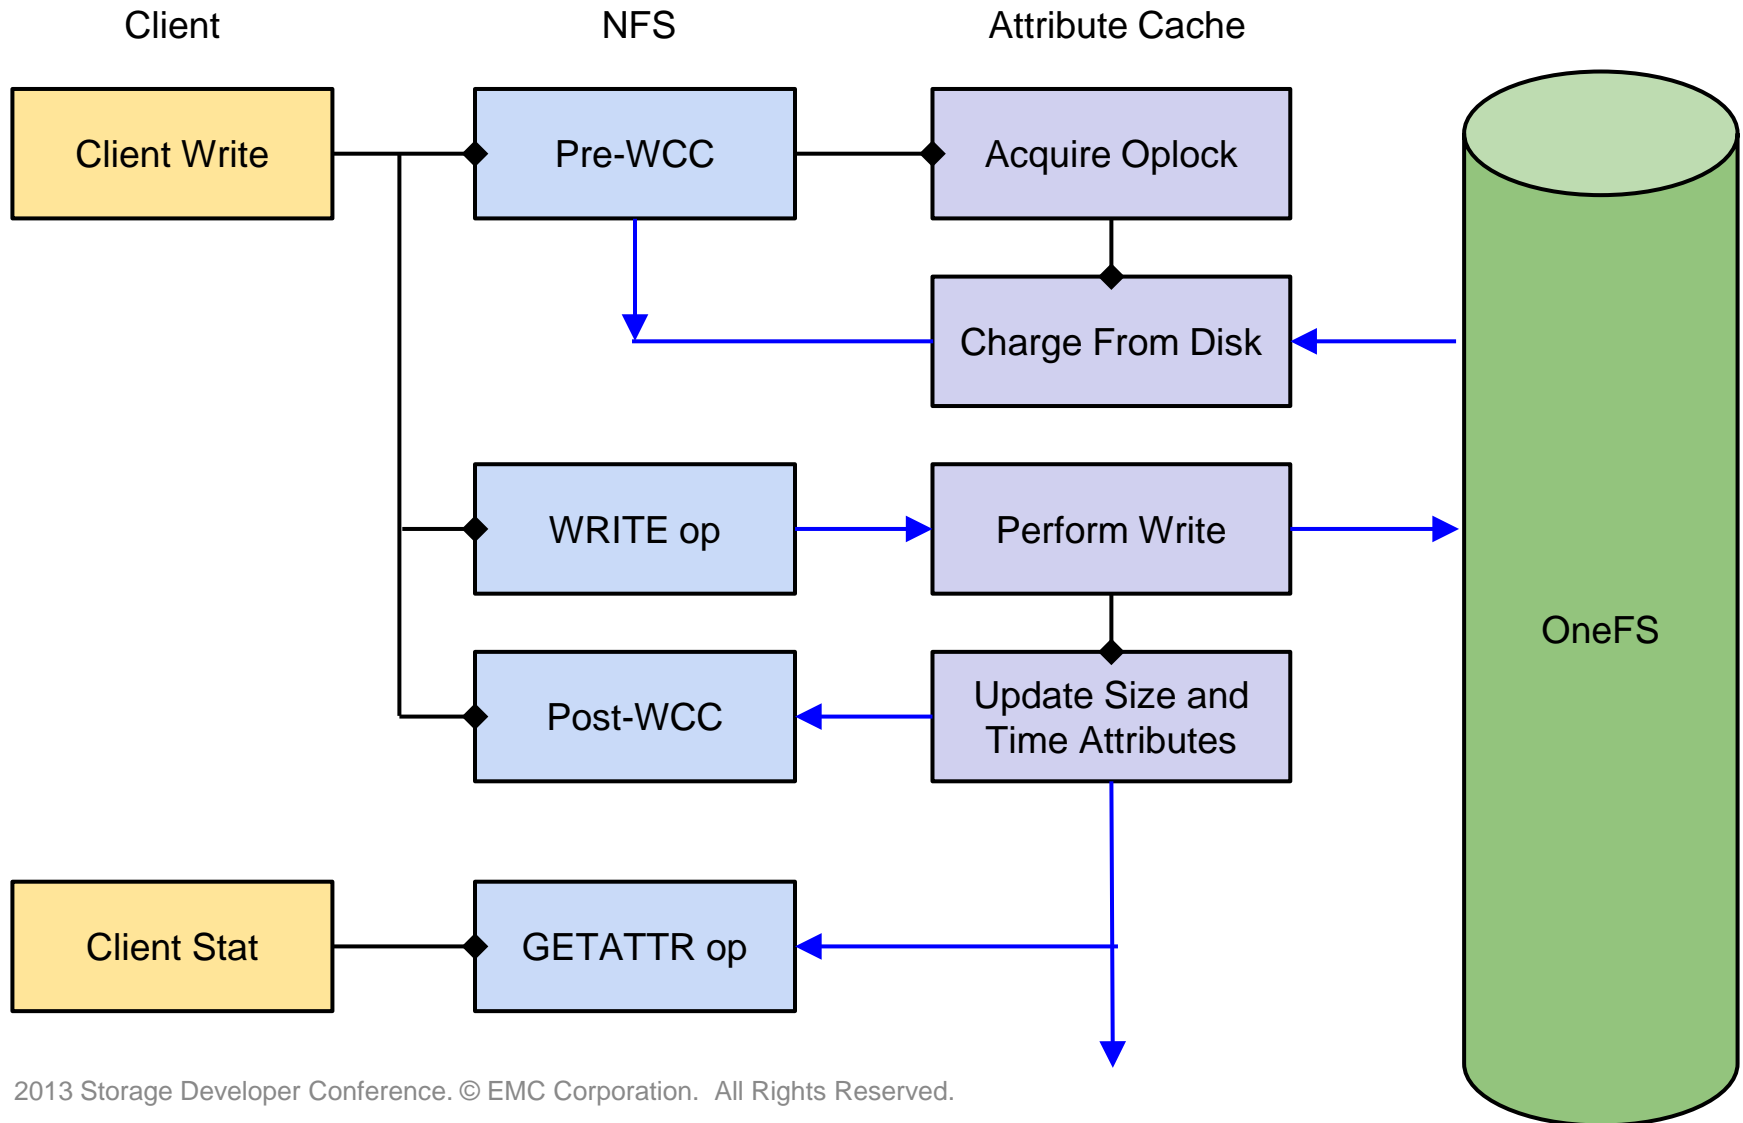 Client
NFS
Attribute Cache
Client Write
Pre-WCC
Acquire Oplock
Charge From Disk
WRITE op
Perform Write
OneFS
Post-WCC
Update Size and
Time Attributes
Client Stat
GETATTR op
2013 Storage Developer Conference. © EMC Corporation.  All Rights Reserved.